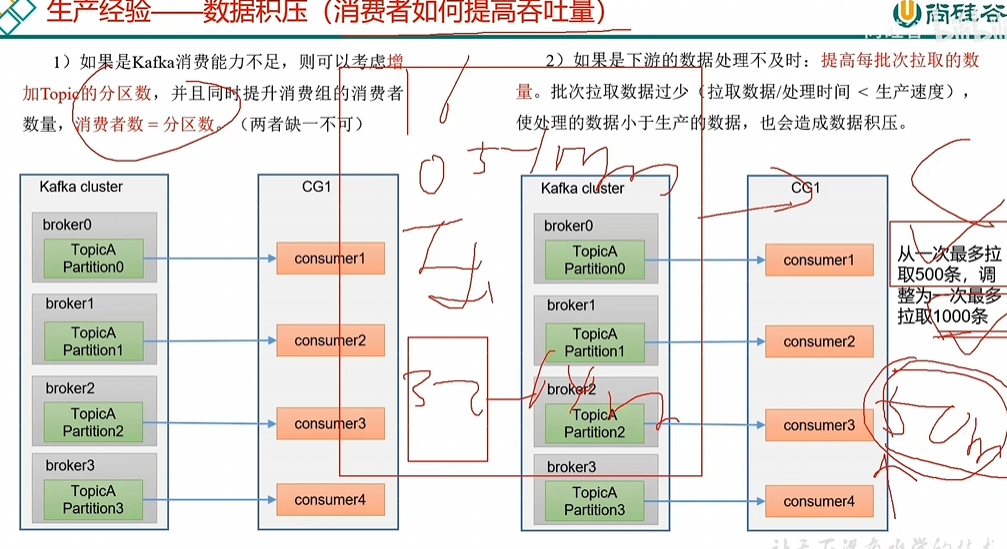 生产经验——数据积压（消费者如何提高吞吐量）
尚硅谷
1）如果是Kafka消费能力不足，则可以考虑增
加Topic的分区数，并且同时提升消费组的消费者
数量，消费者数 = 分区数。（两者缺一不可）
2）如果是下游的数据处理不及时：提高每批次拉取的数
量。批次拉取数据过少（拉取数据/处理时间 < 生产速度），
使处理的数据小于生产的数据，也会造成数据积压。
Kafka cluster
broker0
TopicA
Partition0
broker1
TopicA
Partition1
broker2
TopicA
Partition2
broker3
TopicA
Partition3
CG1
consumer1
consumer2
consumer3
consumer4
Kafka cluster
broker0
TopicA
Partition0
broker1
TopicA
Partition1
broker2
TopicA
Partition2
broker3
TopicA
Partition3
CG1
consumer1
consumer2
consumer3
consumer4
从一次最多拉
取500条，调
整为一次最多
拉取1000条